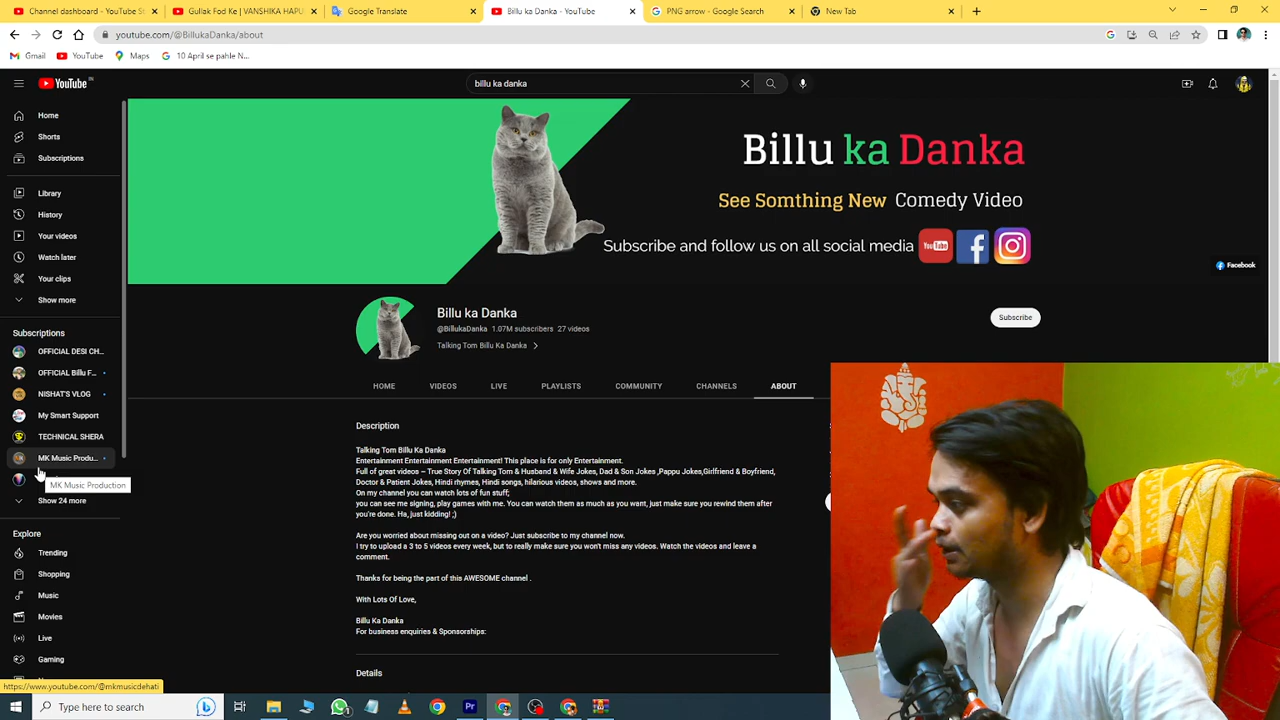 Channel dashboard - YouTube St
Gullak Fod Ke | VANSHIKA HAPU
Google Translate
Billu ka Danka - YouTube
PNG arrow - Google Search
New Tab
youtube.com/@BillukaDanka/about
Gmail
YouTube
Maps
10 April se pahle N...
YouTube IN
billu ka danka
Home
Shorts
Subscriptions
Library
History
Your videos
Watch later
Your clips
Show more
Subscriptions
OFFICIAL DESI CH...
OFFICIAL Billu F...
NISHAT'S VLOG
My Smart Support
TECHNICAL SHERA
MK Music Produ...
MK Music Production
Show 24 more
Explore
Trending
Shopping
Music
Movies
Live
Gaming
Billu ka Danka
See Somthing New Comedy Video
Subscribe and follow us on all social media
You Tube
Facebook
Billu ka Danka
@BillukaDanka 1.07M subscribers 27 videos
Talking Tom Billu Ka Danka
Subscribe
HOME
VIDEOS
LIVE
PLAYLISTS
COMMUNITY
CHANNELS
ABOUT
Description
Talking Tom Billu Ka Danka
Entertainment Entertainment Entertainment! This place is for only Entertainment.
Full of great videos – True Story Of Talking Tom & Husband & Wife Jokes, Dad & Son Jokes ,Pappu Jokes,Girlfriend & Boyfriend,
Doctor & Patient Jokes, Hindi rhymes, Hindi songs, hilarious videos, shows and more.
On my channel you can watch lots of fun stuff;
you can see me signing, play games with me. You can watch them as much as you want, just make sure you rewind them after
you're done. Ha, just kidding! ;)
Are you worried about missing out on a video? Just subscribe to my channel now.
I try to upload a 3 to 5 videos every week, but to really make sure you won't miss any videos. Watch the videos and leave a
comment.
Thanks for being the part of this AWESOME channel .
With Lots Of Love,
Billu Ka Danka
For business enquiries & Sponsorships:
Details
https://www.youtube.com/@mkmusicdehati
Type here to search
Pr